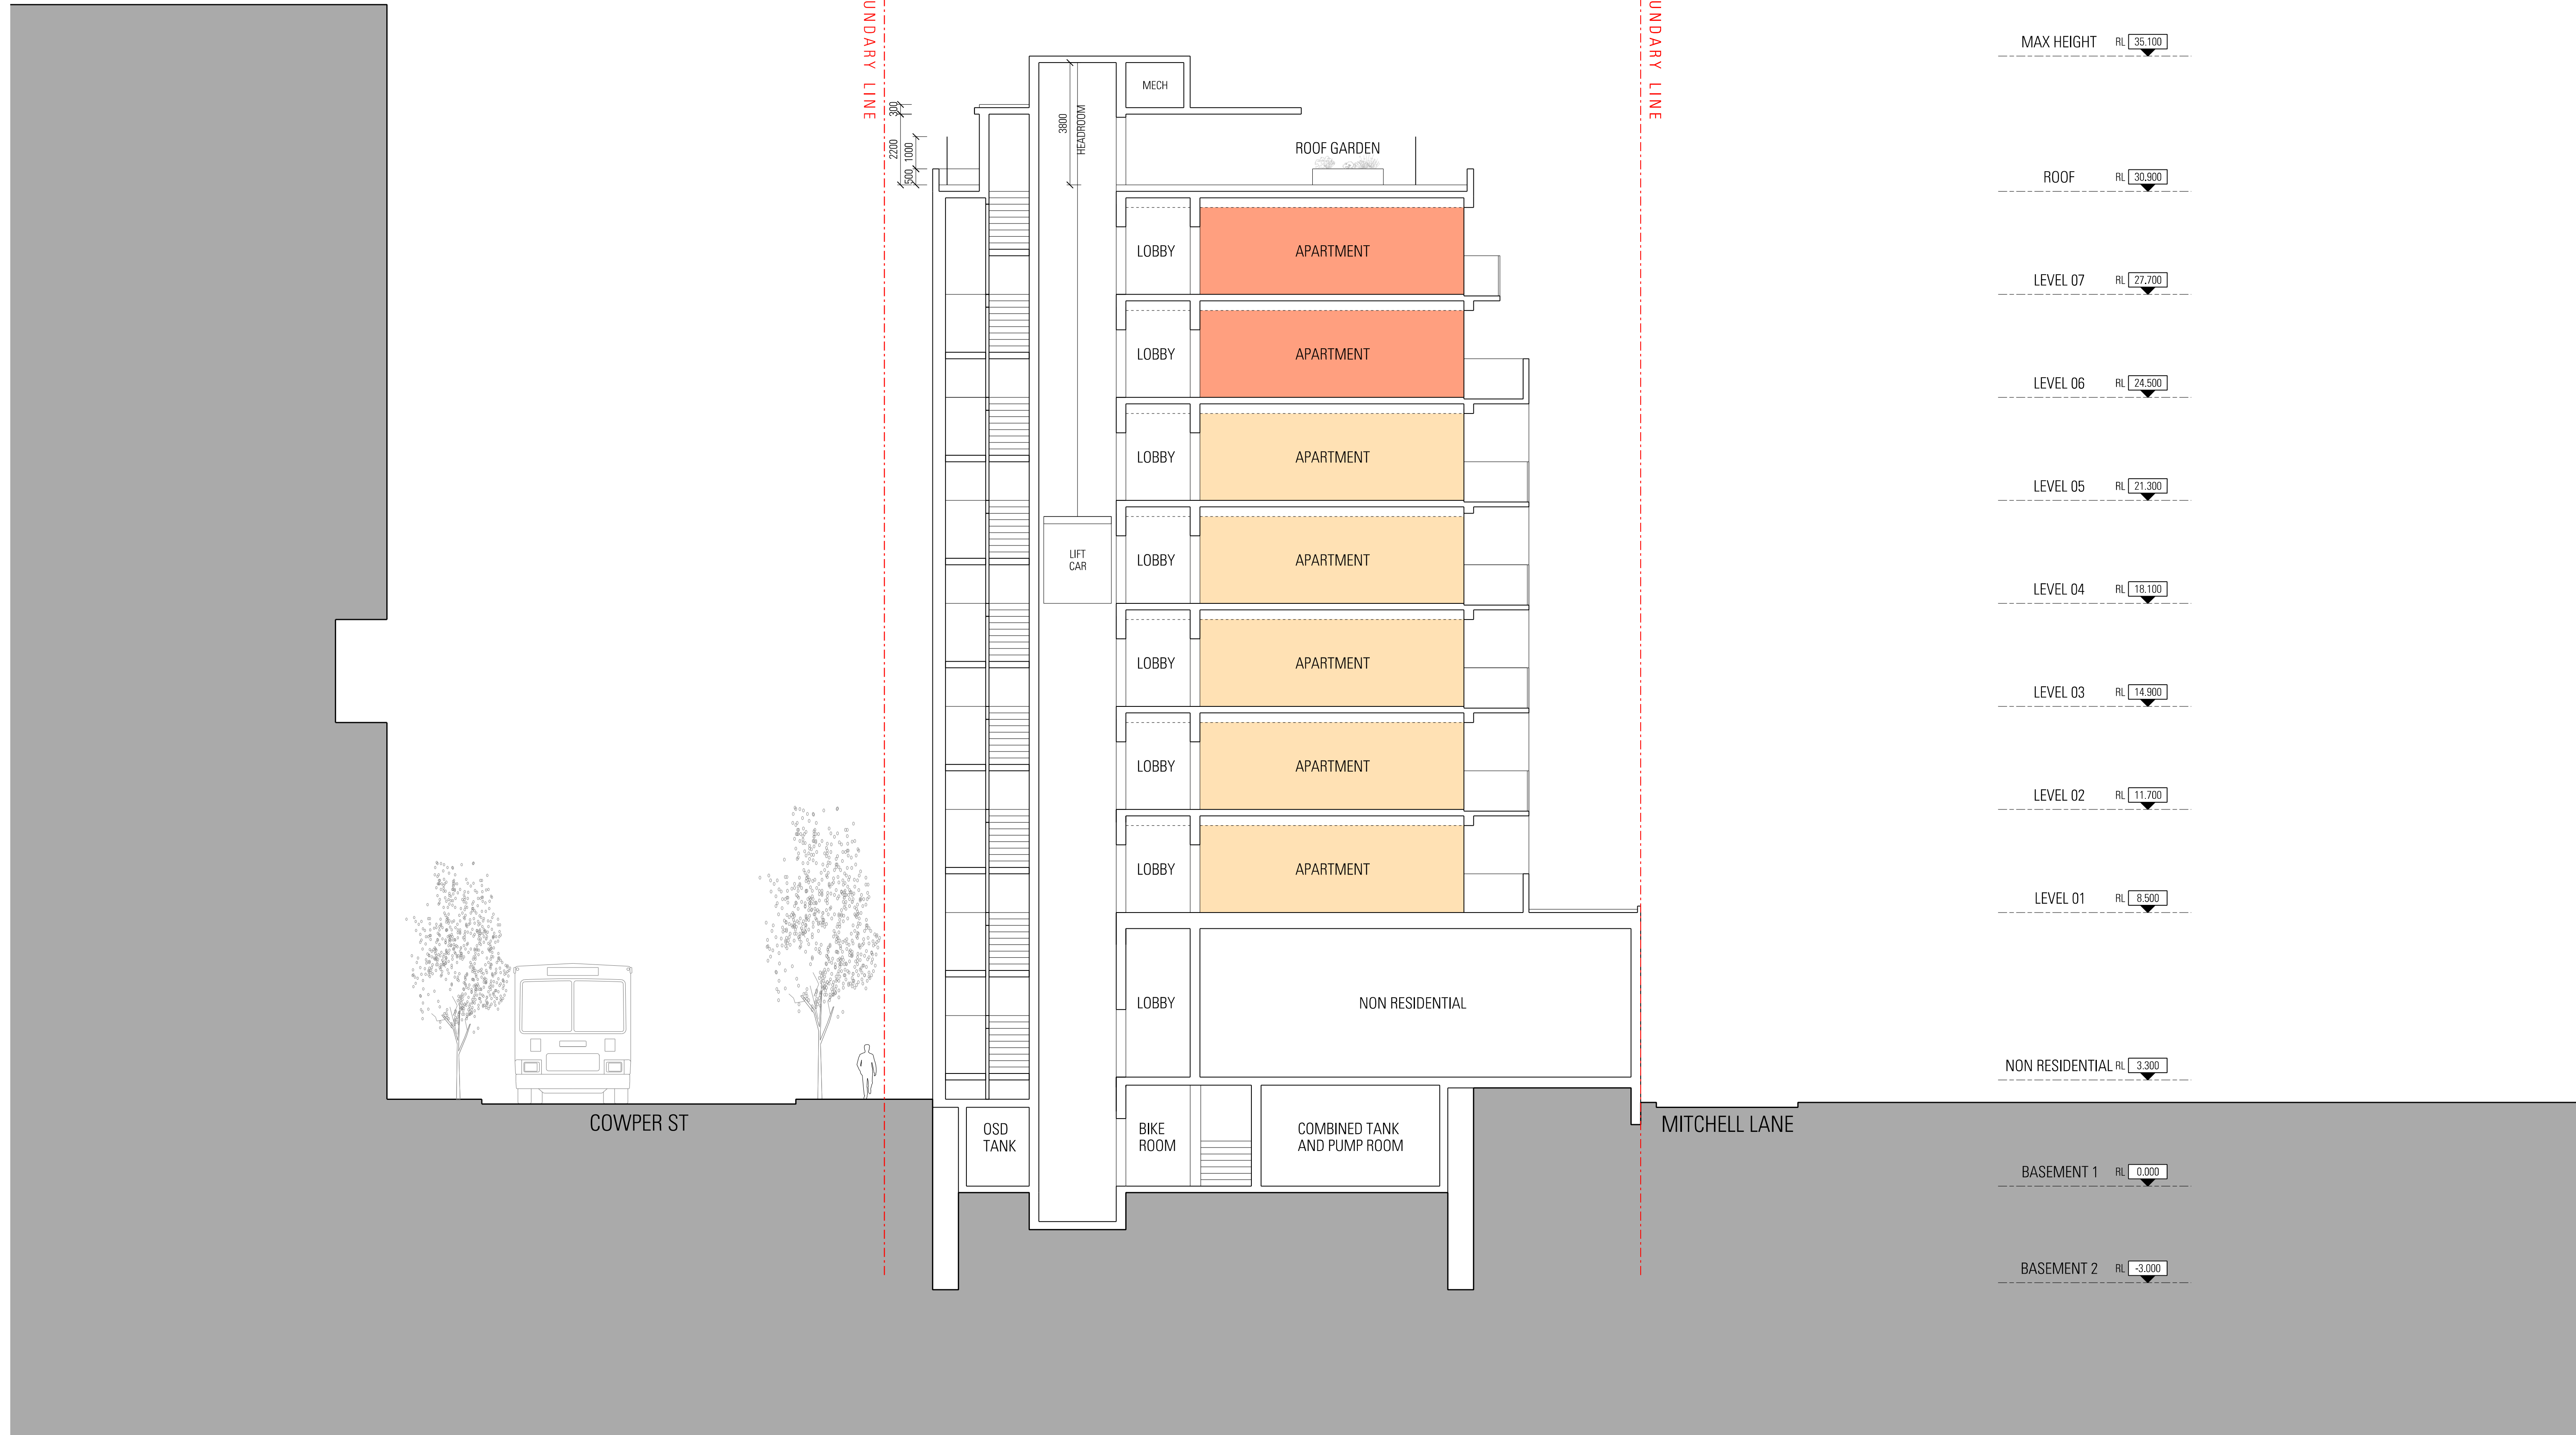 UNDARY LINE
UNDARY LINE
MAX HEIGHT RL 35.100
MECH
300
2200
1000
500
3800
HEADROOM
ROOF GARDEN
ROOF RL 30.900
LOBBY APARTMENT
LEVEL 07 RL 27.700
LOBBY APARTMENT
LEVEL 06 RL 24.500
LOBBY APARTMENT
LEVEL 05 RL 21.300
LIFT
CAR
LOBBY APARTMENT
LEVEL 04 RL 18.100
LOBBY APARTMENT
LEVEL 03 RL 14.900
LOBBY APARTMENT
LEVEL 02 RL 11.700
LOBBY APARTMENT
LEVEL 01 RL 8.500
LOBBY NON RESIDENTIAL
NON RESIDENTIAL RL 3.300
COWPER ST
MITCHELL LANE
OSD
TANK
BIKE
ROOM
COMBINED TANK
AND PUMP ROOM
BASEMENT 1 RL 0.000
BASEMENT 2 RL -3.000